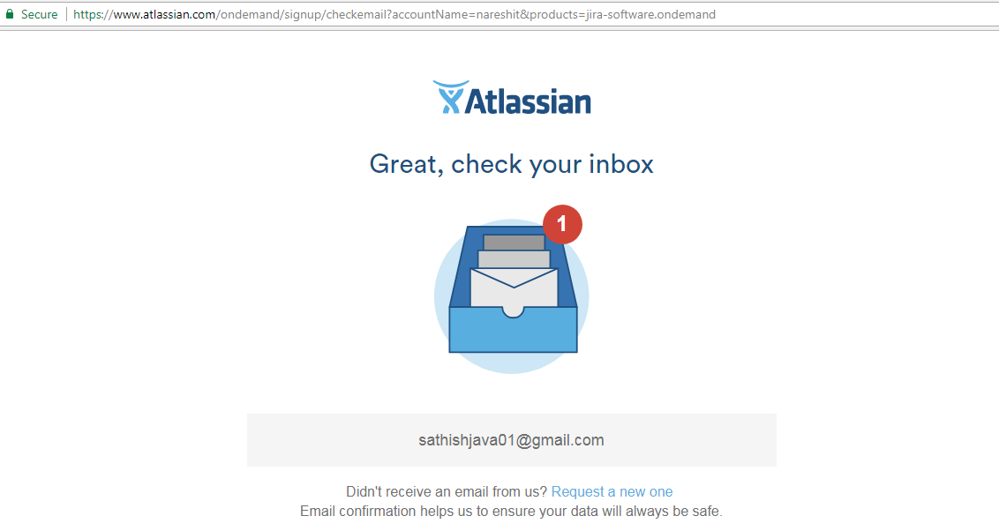 Secure https://www.atlassian.com/ondemand/signup/checkemail?accountName=nareshit&products=jira-software.ondemand
Atlassian
Great, check your inbox
1
sathishjava01@gmail.com
Didn't receive an email from us? Request a new one
Email confirmation helps us to ensure your data will always be safe.